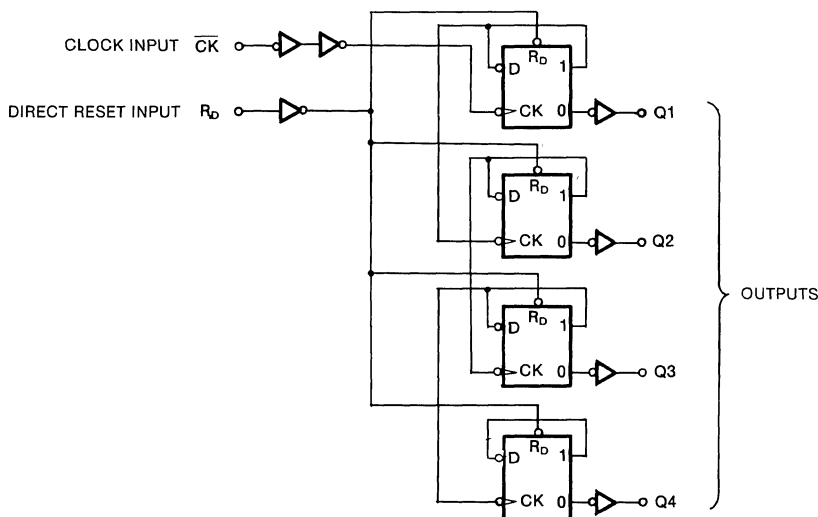 CLOCK INPUT CK
DIRECT RESET INPUT RD
RD
D 1
CK 0 Q1
RD
D 1
CK 0 Q2
OUTPUTS
RD
D 1
CK 0 Q3
RD
D 1
CK 0 Q4